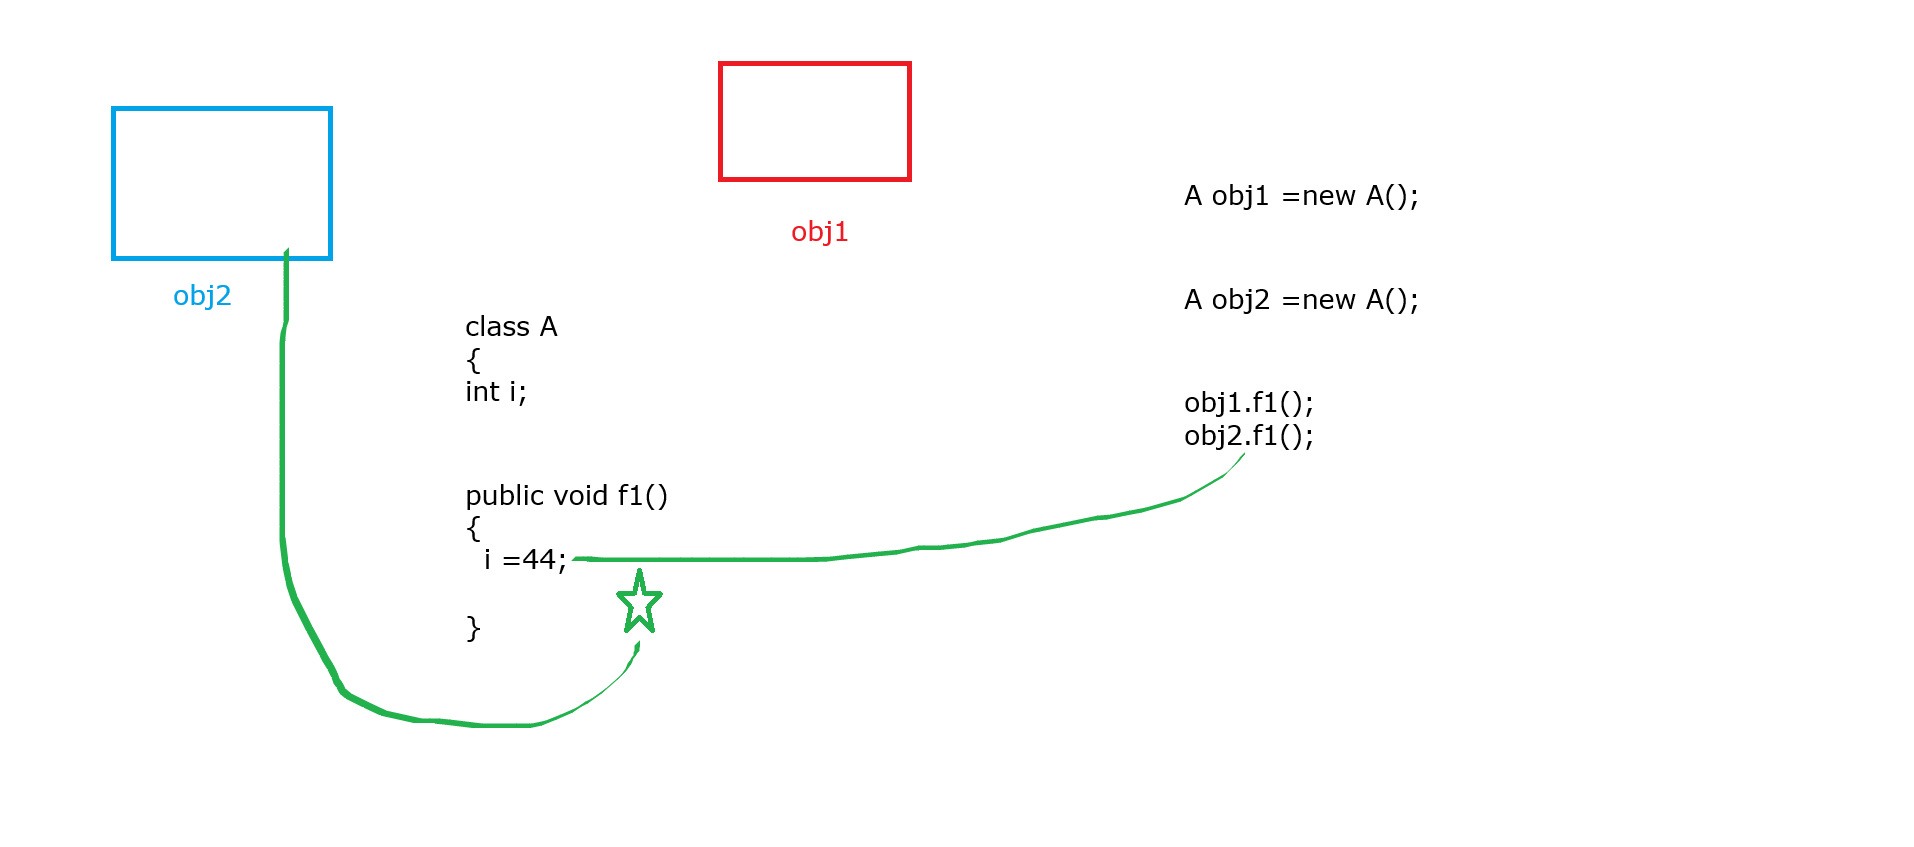 obj1
obj2
class A
{
int i;
public void f1()
{
i =44;
}
A obj1 =new A();
A obj2 =new A();
obj1.f1();
obj2.f1();